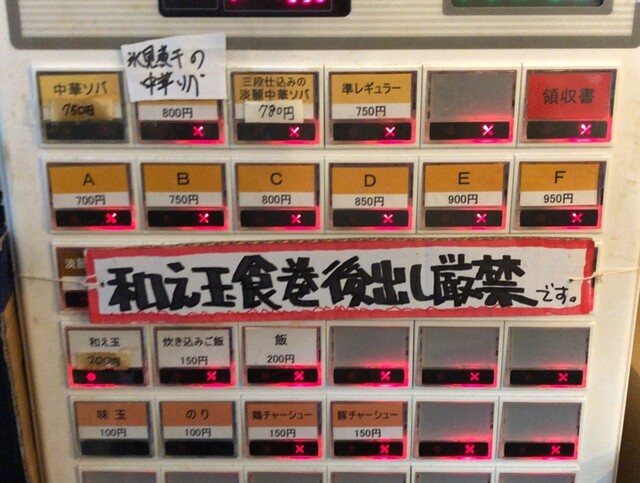 中華ソバ
750円
氷見煮干の
中華ソバ
800円
三段仕込みの
淡麗中華ソバ
780円
準レギュラー
750円
領収書
A
700円
B
750円
C
800円
D
850円
E
900円
F
950円
淡麗
和え玉食券後出し厳禁です。
和え玉
200円
炊き込みご飯
150円
飯
200円
味玉
100円
のり
100円
鶏チャーシュー
150円
豚チャーシュー
150円